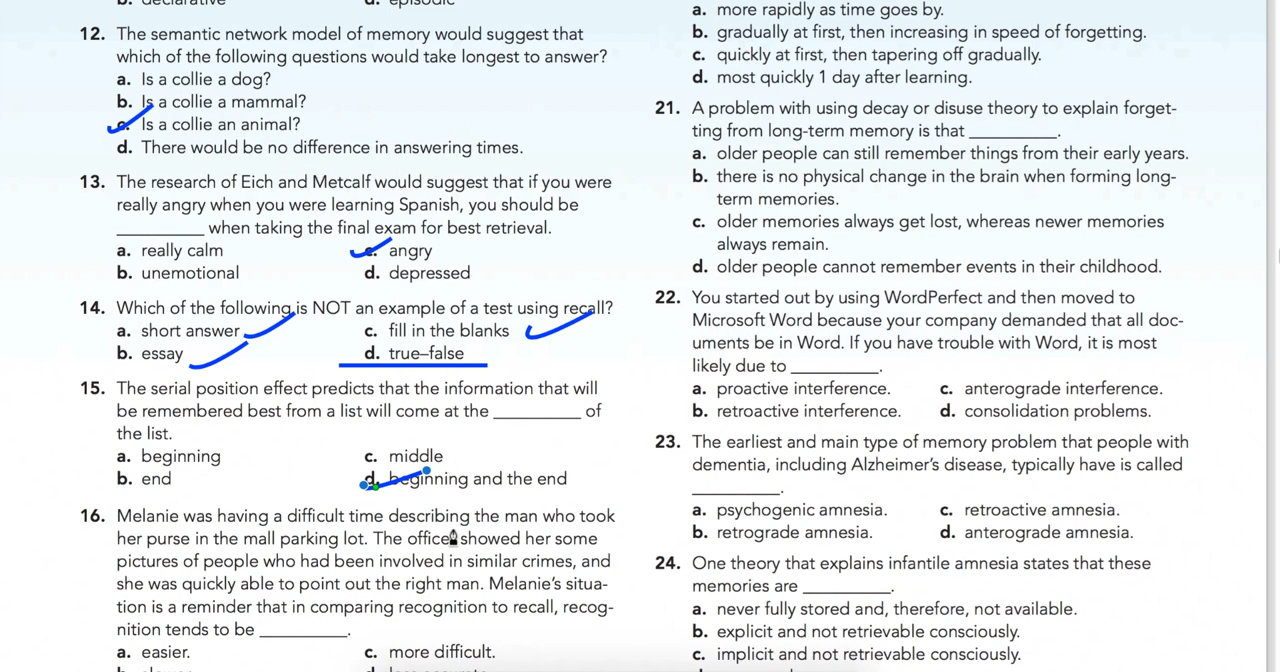 b. declarative d. episodic
12. The semantic network model of memory would suggest that
which of the following questions would take longest to answer?
a. Is a collie a dog?
b. Is a collie a mammal?
c. Is a collie an animal?
d. There would be no difference in answering times.
13. The research of Eich and Metcalf would suggest that if you were
really angry when you were learning Spanish, you should be
__________ when taking the final exam for best retrieval.
a. really calm c. angry
b. unemotional d. depressed
14. Which of the following is NOT an example of a test using recall?
a. short answer c. fill in the blanks
b. essay d. true–false
15. The serial position effect predicts that the information that will
be remembered best from a list will come at the __________ of
the list.
a. beginning c. middle
b. end d. beginning and the end
16. Melanie was having a difficult time describing the man who took
her purse in the mall parking lot. The officer showed her some
pictures of people who had been involved in similar crimes, and
she was quickly able to point out the right man. Melanie's situa-
tion is a reminder that in comparing recognition to recall, recog-
nition tends to be __________.
a. easier. c. more difficult.
a. more rapidly as time goes by.
b. gradually at first, then increasing in speed of forgetting.
c. quickly at first, then tapering off gradually.
d. most quickly 1 day after learning.
21. A problem with using decay or disuse theory to explain forget-
ting from long-term memory is that __________.
a. older people can still remember things from their early years.
b. there is no physical change in the brain when forming long-
term memories.
c. older memories always get lost, whereas newer memories
always remain.
d. older people cannot remember events in their childhood.
22. You started out by using WordPerfect and then moved to
Microsoft Word because your company demanded that all doc-
uments be in Word. If you have trouble with Word, it is most
likely due to __________.
a. proactive interference. c. anterograde interference.
b. retroactive interference. d. consolidation problems.
23. The earliest and main type of memory problem that people with
dementia, including Alzheimer's disease, typically have is called
__________.
a. psychogenic amnesia. c. retroactive amnesia.
b. retrograde amnesia. d. anterograde amnesia.
24. One theory that explains infantile amnesia states that these
memories are __________.
a. never fully stored and, therefore, not available.
b. explicit and not retrievable consciously.
c. implicit and not retrievable consciously.